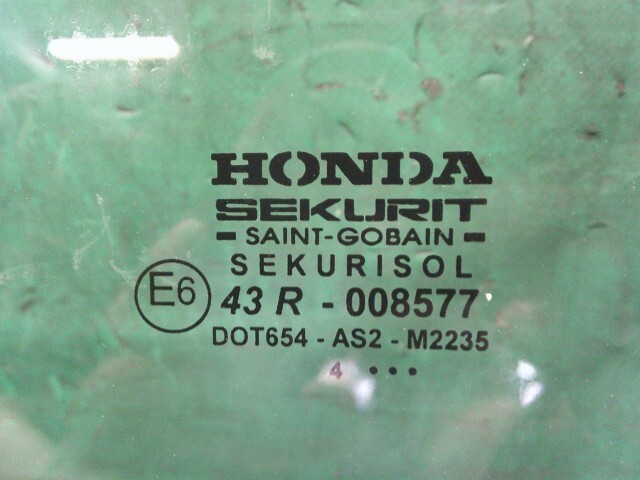 HONDA
SEKURIT
- SAINT-GOBAIN -
SEKURISOL
E6 43 R - 008577
DOT654 - AS2 - M2235
4 ...